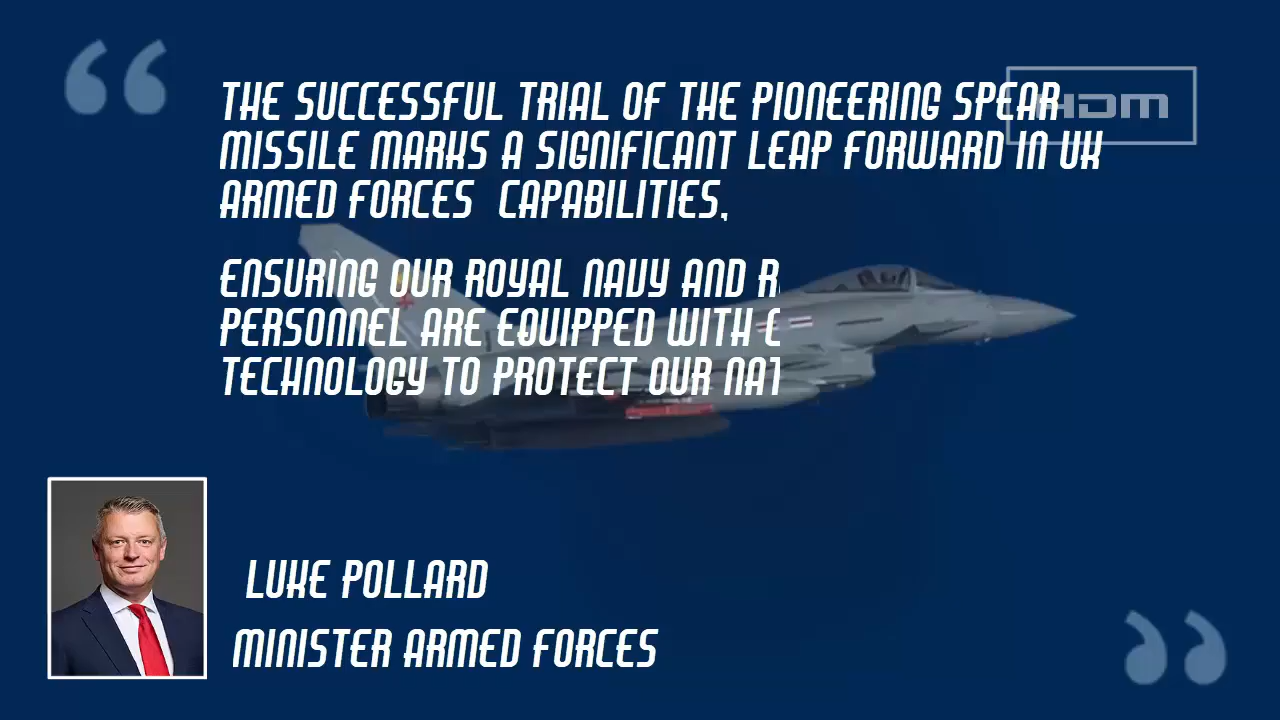 THE SUCCESSFUL TRIAL OF THE PIONEERING SPEAR
HDM
MISSILE MARKS A SIGNIFICANT LEAP FORWARD IN UK
ARMED FORCES CAPABILITIES,
ENSURING OUR ROYAL NAVY AND
PERSONNEL ARE EQUIPPED WITH
TECHNOLOGY TO PROTECT OUR
LUKE POLLARD
MINISTER ARMED FORCES